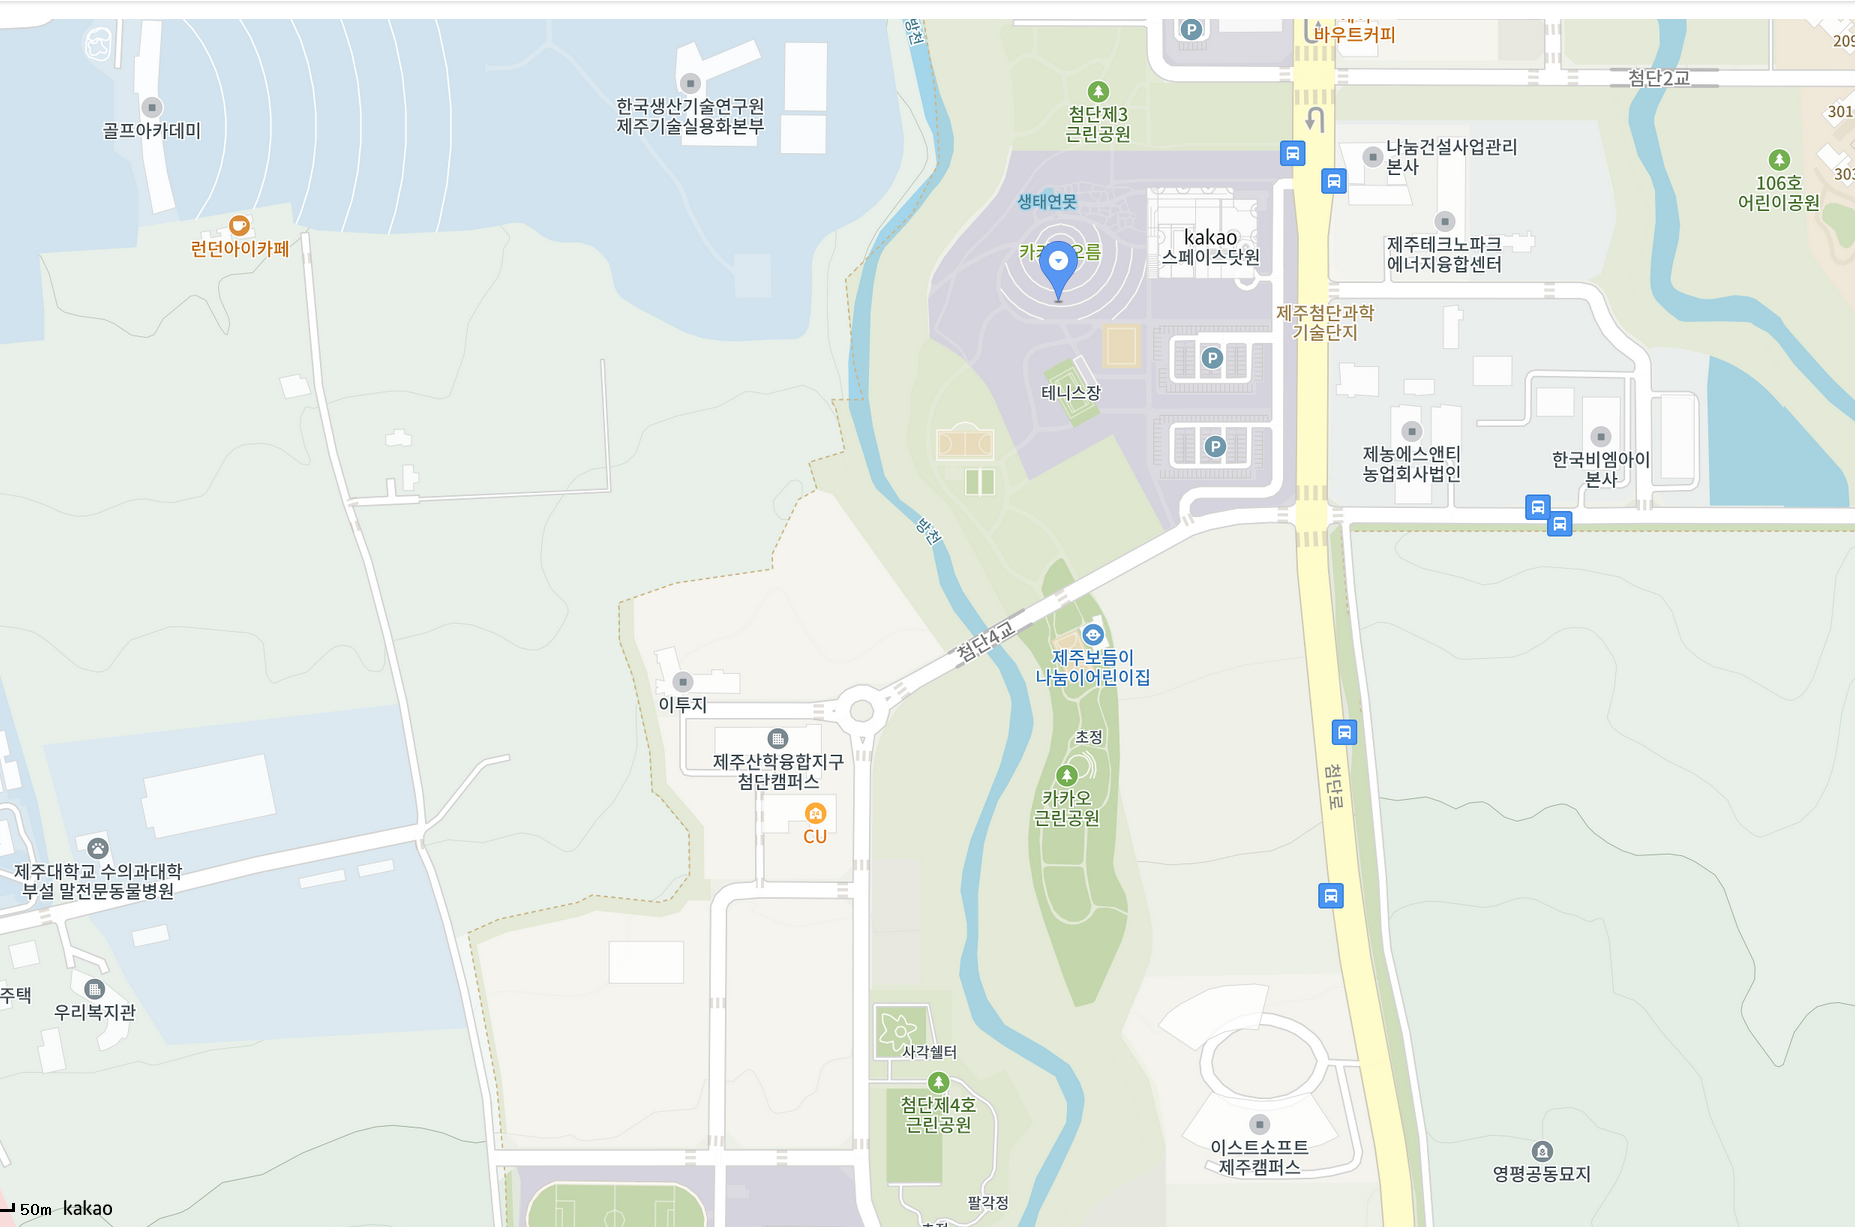 방천
바우트커피
209
첨단2교
골프아카데미
한국생산기술연구원
제주기술실용화본부
첨단제3
근린공원
301
나눔건설사업관리
본사
303
106호
어린이공원
생태연못
런던아이카페
kakao
스페이스닷원
제주테크노파크
에너지융합센터
제주첨단과학
기술단지
P
P
P
테니스장
제농에스앤티
농업회사법인
한국비엠아이
본사
방천
첨단4교
제주보듬이
나눔이어린이집
이투지
초정
제주산학융합지구
첨단캠퍼스
카카오
근린공원
첨단로
CU
제주대학교 수의과대학
부설 말전문동물병원
주택
우리복지관
사각쉘터
첨단제4호
근린공원
이스트소프트
제주캠퍼스
영평공동묘지
팔각정
50m kakao